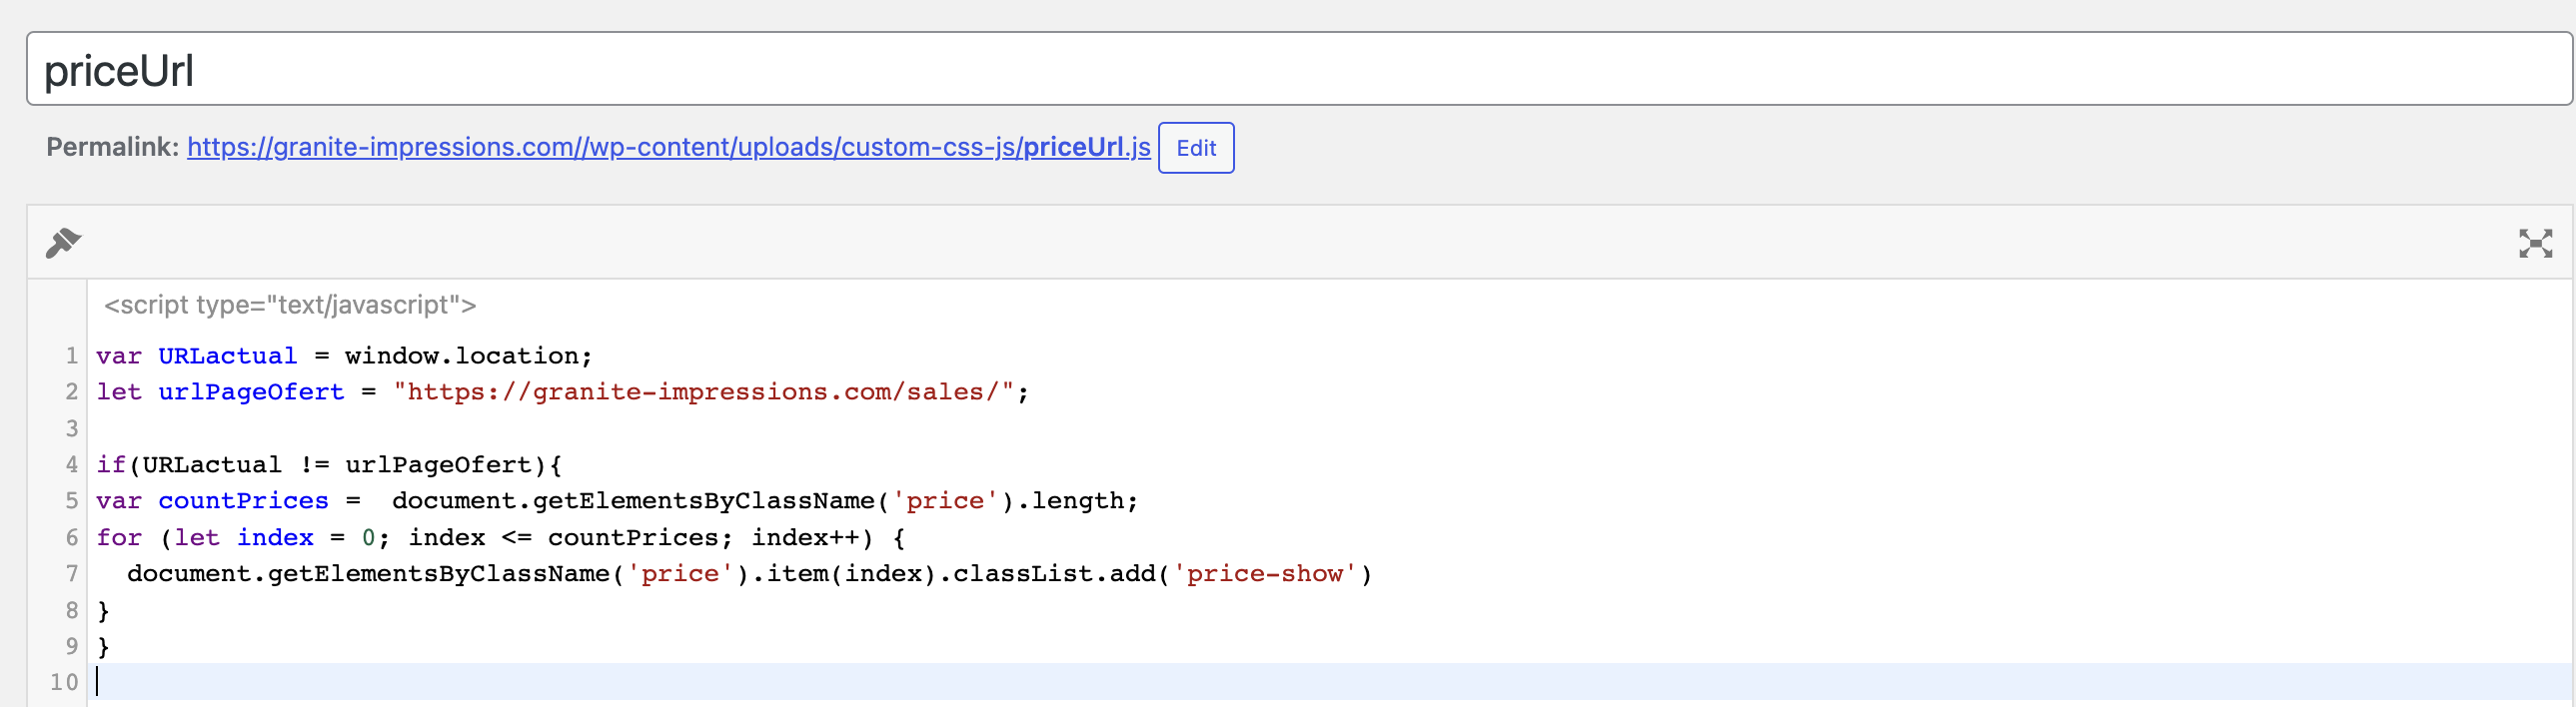 priceUrl
Permalink: https://granite-impressions.com//wp-content/uploads/custom-css-js/priceUrl.js Edit
<script type="text/javascript">
1 var URLactual = window.location;
2 let urlPageOfert = "https://granite-impressions.com/sales/";
3
4 if(URLactual != urlPageOfert){
5 var countPrices =  document.getElementsByClassName('price').length;
6 for (let index = 0; index <= countPrices; index++) {
7   document.getElementsByClassName('price').item(index).classList.add('price-show')
8 }
9 }
10